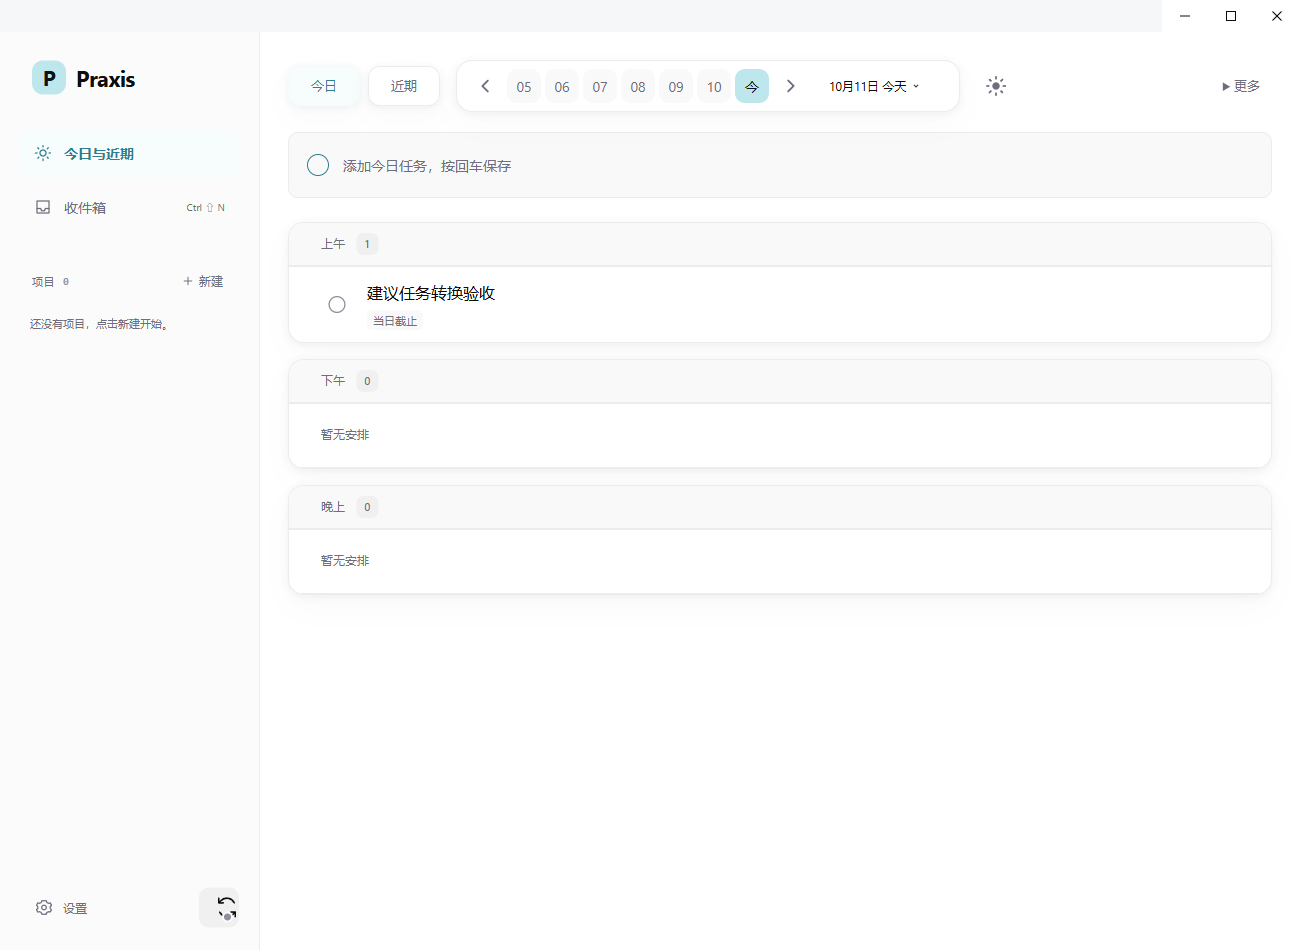 P Praxis
今日与近期
收件箱 Ctrl ⇧ N
项目 0 + 新建
还没有项目，点击新建开始。
设置
今日 近期 05 06 07 08 09 10 今 10月11日 今天 更多
添加今日任务，按回车保存
上午 1
建议任务转换验收
当日截止
下午 0
暂无安排
晚上 0
暂无安排